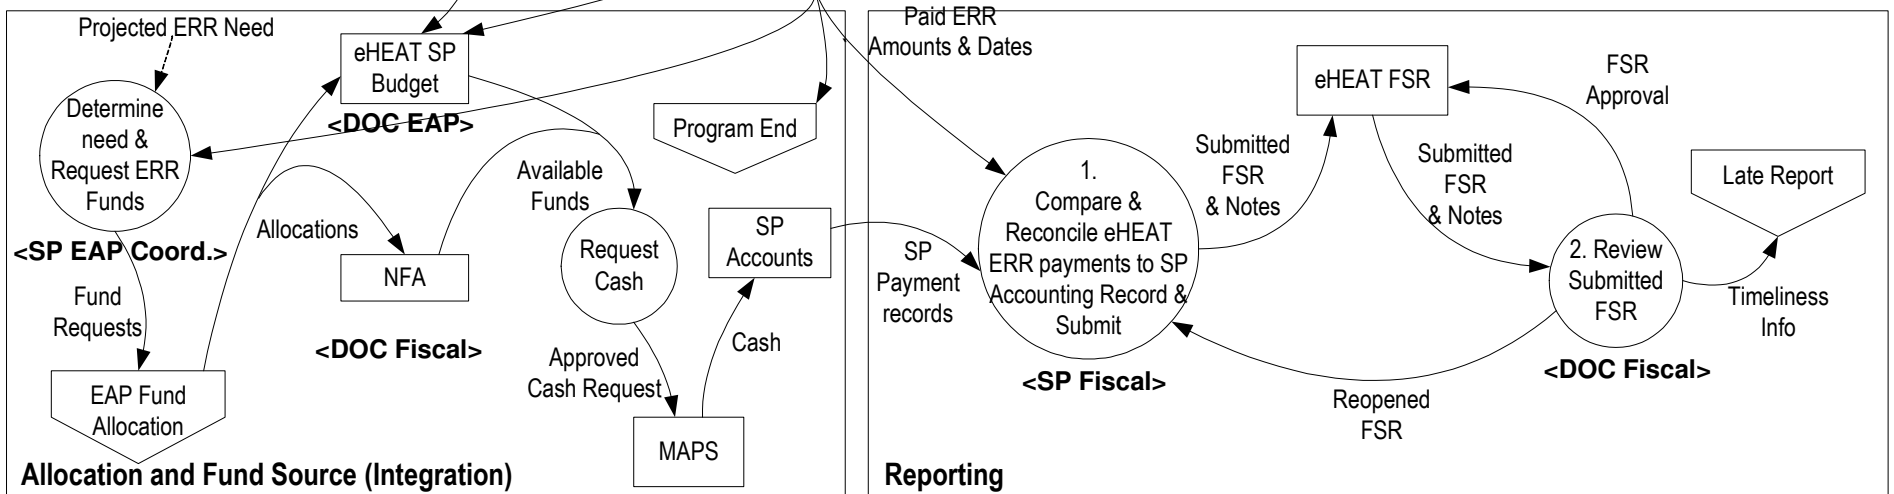 Projected ERR Need
eHEAT SP
Budget
<DOC EAP>
Determine
need &
Request ERR
Funds
<SP EAP Coord.>
Program End
Available
Funds
Allocations
NFA
<DOC Fiscal>
Request
Cash
SP
Accounts
Fund
Requests
Approved
Cash Request
Cash
EAP Fund
Allocation
MAPS
Allocation and Fund Source (Integration)
Paid ERR
Amounts & Dates
eHEAT FSR
FSR
Approval
Submitted
FSR
& Notes
Submitted
FSR
& Notes
Late Report
1.
Compare &
Reconcile eHEAT
ERR payments to SP
Accounting Record &
Submit
<SP Fiscal>
SP
Payment
records
2. Review
Submitted
FSR
<DOC Fiscal>
Timeliness
Info
Reopened
FSR
Reporting